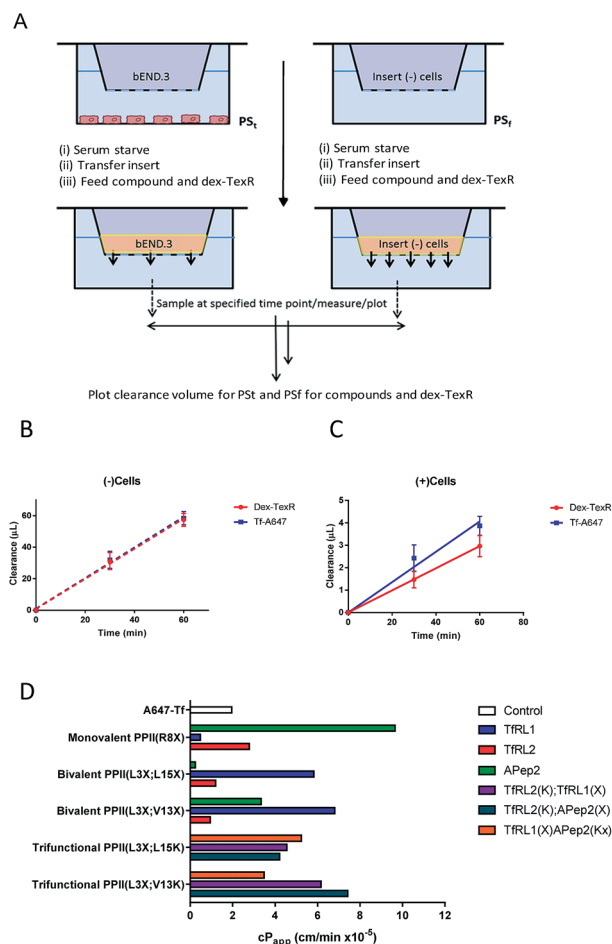 A
bEND.3
Insert (-) cells
PSt
PSf
(i) Serum starve
(ii) Transfer insert
(iii) Feed compound and dex-TexR
(i) Serum starve
(ii) Transfer insert
(iii) Feed compound and dex-TexR
bEND.3
Insert (-) cells
Sample at specified time point/measure/plot
Plot clearance volume for PSt and PSf for compounds and dex-TexR
B
(-)Cells
Clearance (µL)
60
40
20
0
0
20
40
60
80
Time (min)
Dex-TexR
Tf-A647
C
(+)Cells
Clearance (µL)
5
4
3
2
1
0
0
20
40
60
80
Time (min)
Dex-TexR
Tf-A647
D
A647-Tf
Monovalent PPII(R8X)
Bivalent PPII(L3X;L15X)
Bivalent PPII(L3X;V13X)
Trifunctional PPII(L3X;L15K)
Trifunctional PPII(L3X;V13K)
0
2
4
6
8
10
12
cPapp (cm/min x10-5)
Control
TfRL1
TfRL2
APep2
TfRL2(K);TfRL1(X)
TfRL2(K);APep2(X)
TfRL1(X)APep2(Kx)